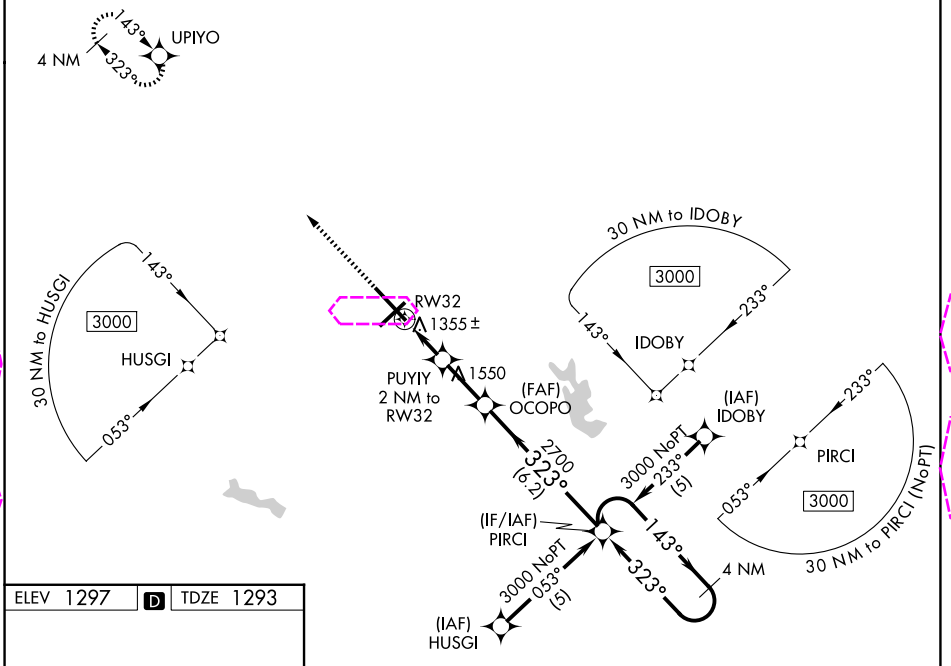 UPIYO
143°
323°
4 NM
30 NM to HUSGI
143°
3000
HUSGI
053°
RW32
1355 ±
PUYIY
2 NM to
RW32
1550
(FAF)
OCOPO
30 NM to IDOBY
3000
143°
233°
IDOBY
(IAF)
IDOBY
3000 NoPT
233°
(5)
233°
PIRCI
053°
3000
30 NM to PIRCI (NoPT)
2700
323°
(6.2)
(IF/IAF)
PIRCI
143°
323°
4 NM
3000 NoPT
053°
(5)
(IAF)
HUSGI
ELEV 1297 D TDZE 1293